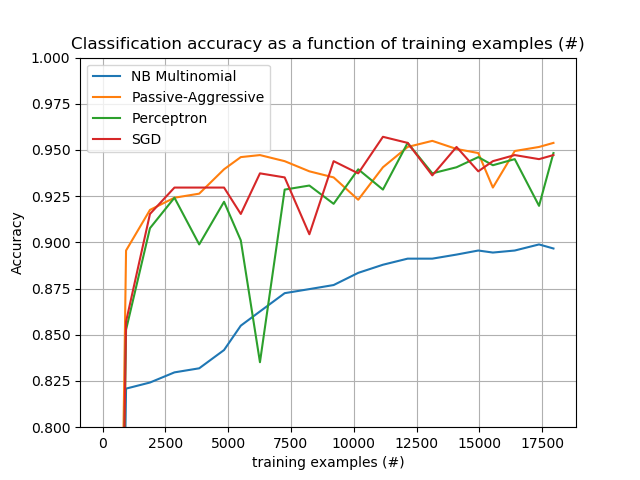 Classification accuracy as a function of training examples (#)
NB Multinomial
Passive-Aggressive
Perceptron
SGD
Accuracy
1.000
0.975
0.950
0.925
0.900
0.875
0.850
0.825
0.800
0 2500 5000 7500 10000 12500 15000 17500
training examples (#)